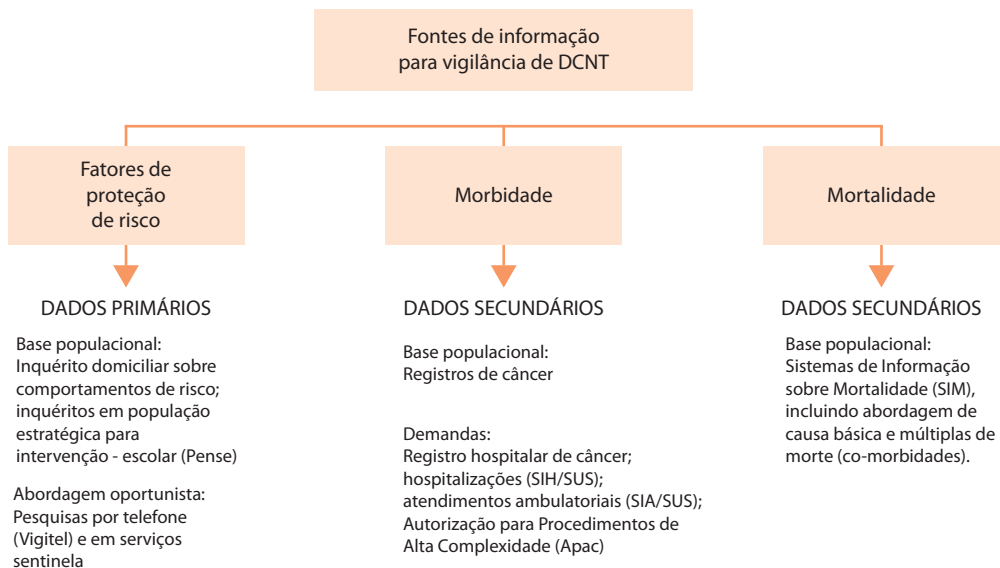 Fontes de informação
para vigilância de DCNT
Fatores de
proteção
de risco
DADOS PRIMÁRIOS
Base populacional:
Inquérito domiciliar sobre
comportamentos de risco;
inquéritos em população
estratégica para
intervenção - escolar (Pense)
Abordagem oportunista:
Pesquisas por telefone
(Vigitel) e em serviços
sentinela
Morbidade
DADOS SECUNDÁRIOS
Base populacional:
Registros de câncer
Demandas:
Registro hospitalar de câncer;
hospitalizações (SIH/SUS);
atendimentos ambulatoriais (SIA/SUS);
Autorização para Procedimentos de
Alta Complexidade (Apac)
Mortalidade
DADOS SECUNDÁRIOS
Base populacional:
Sistemas de Informação
sobre Mortalidade (SIM),
incluindo abordagem de
causa básica e múltiplas de
morte (co-morbidades).